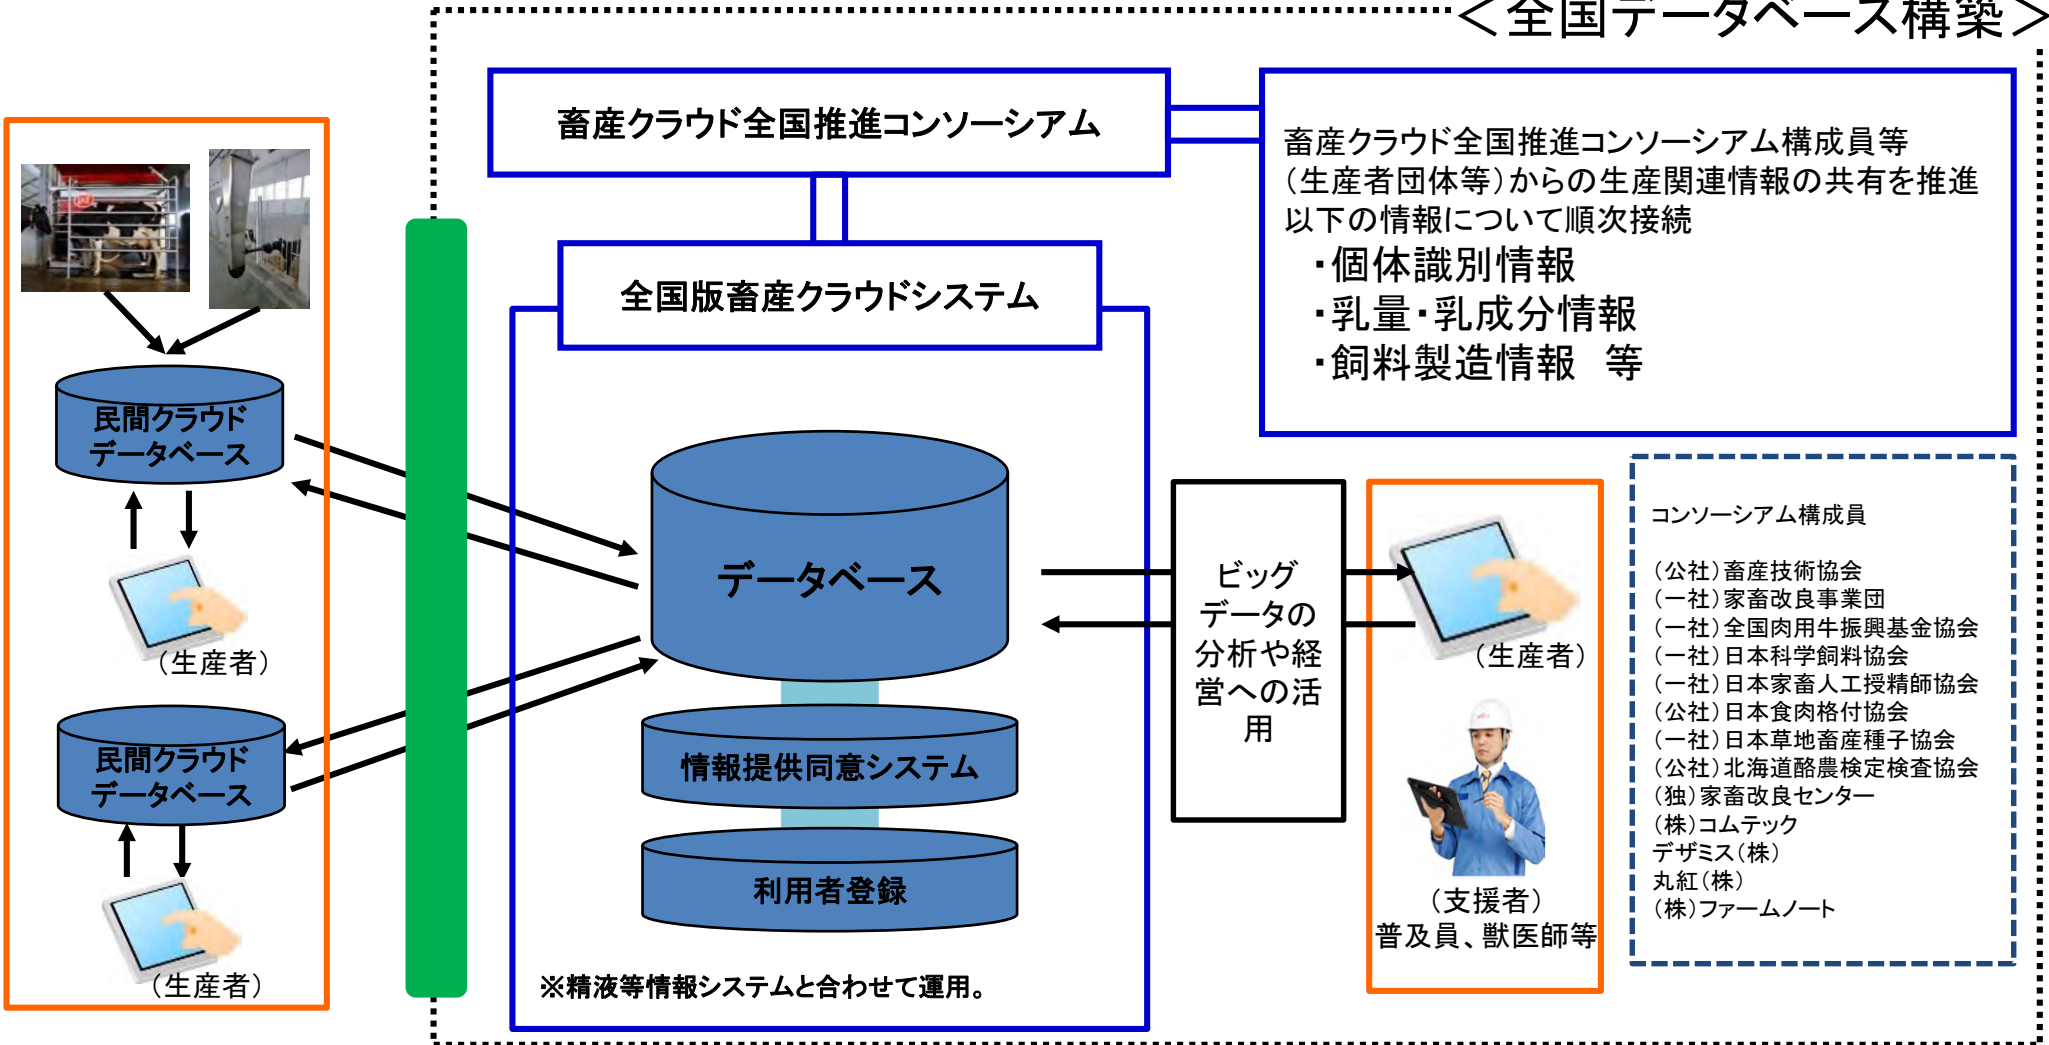 ＜全国データベース構築＞
畜産クラウド全国推進コンソーシアム
畜産クラウド全国推進コンソーシアム構成員等
（生産者団体等）からの生産関連情報の共有を推進
以下の情報について順次接続
・個体識別情報
・乳量・乳成分情報
・飼料製造情報　等
全国版畜産クラウドシステム
民間クラウド
データベース
（生産者）
民間クラウド
データベース
（生産者）
データベース
情報提供同意システム
利用者登録
※精液等情報システムと合わせて運用。
ビッグ
データの
分析や経
営への活
用
（生産者）
（支援者）
普及員、獣医師等
コンソーシアム構成員
（公社）畜産技術協会
（一社）家畜改良事業団
（一社）全国肉用牛振興基金協会
（一社）日本科学飼料協会
（一社）日本家畜人工授精師協会
（公社）日本食肉格付協会
（一社）日本草地畜産種子協会
（公社）北海道酪農検定検査協会
（独）家畜改良センター
（株）コムテック
デザミス（株）
丸紅（株）
（株）ファームノート